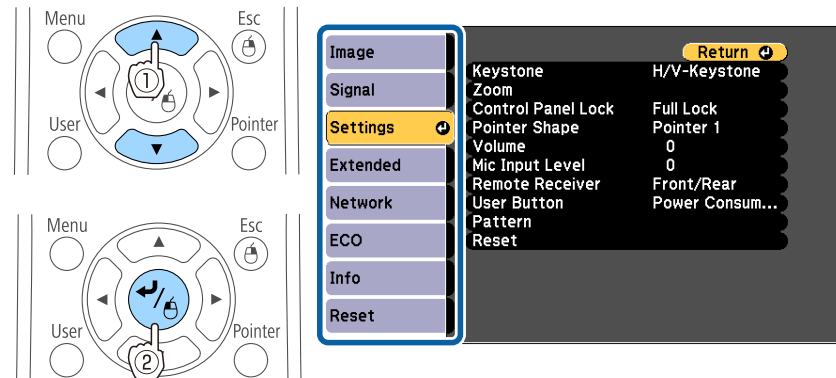 Menu
Esc
1
User
Pointer
Menu
Esc
User
Pointer
2
Image
Signal
Settings
Extended
Network
ECO
Info
Reset
Return
Keystone H/V-Keystone
Zoom
Control Panel Lock Full Lock
Pointer Shape Pointer 1
Volume 0
Mic Input Level 0
Remote Receiver Front/Rear
User Button Power Consum...
Pattern
Reset